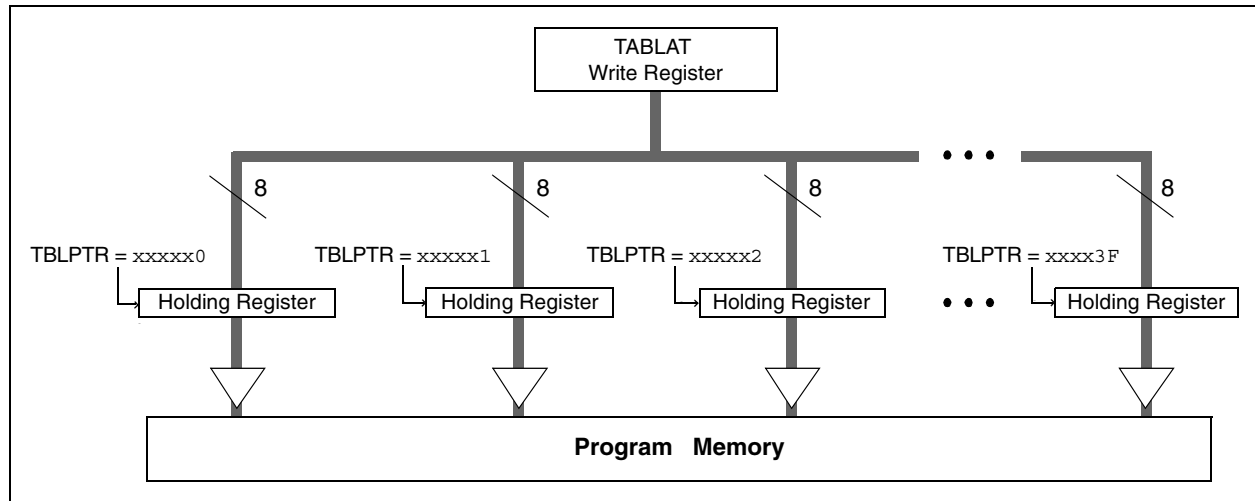 TABLAT
Write Register
• • •
8 8 8 8
TBLPTR = xxxxx0 TBLPTR = xxxxx1 TBLPTR = xxxxx2 TBLPTR = xxxx3F
Holding Register Holding Register Holding Register • • • Holding Register
Program Memory